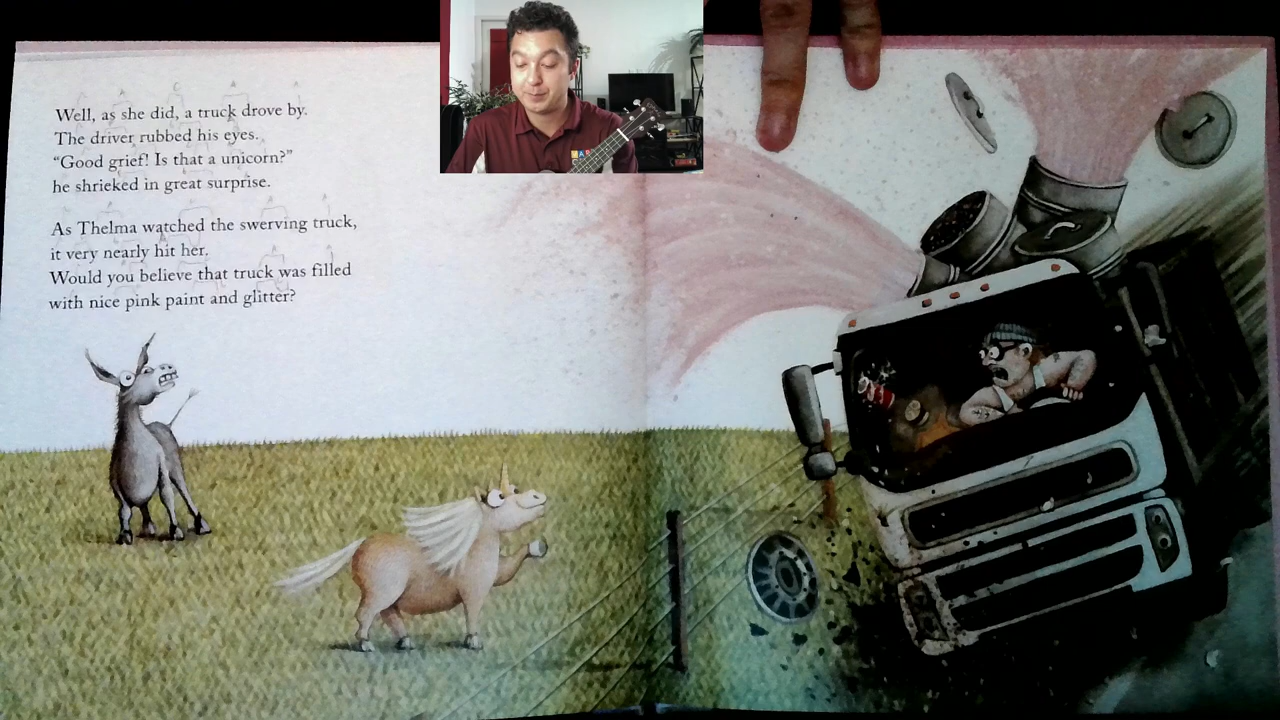 Well, as she did, a truck drove by.
The driver rubbed his eyes.
“Good grief! Is that a unicorn?”
he shrieked in great surprise.
As Thelma watched the swerving truck,
it very nearly hit her.
Would you believe that truck was filled
with nice pink paint and glitter?